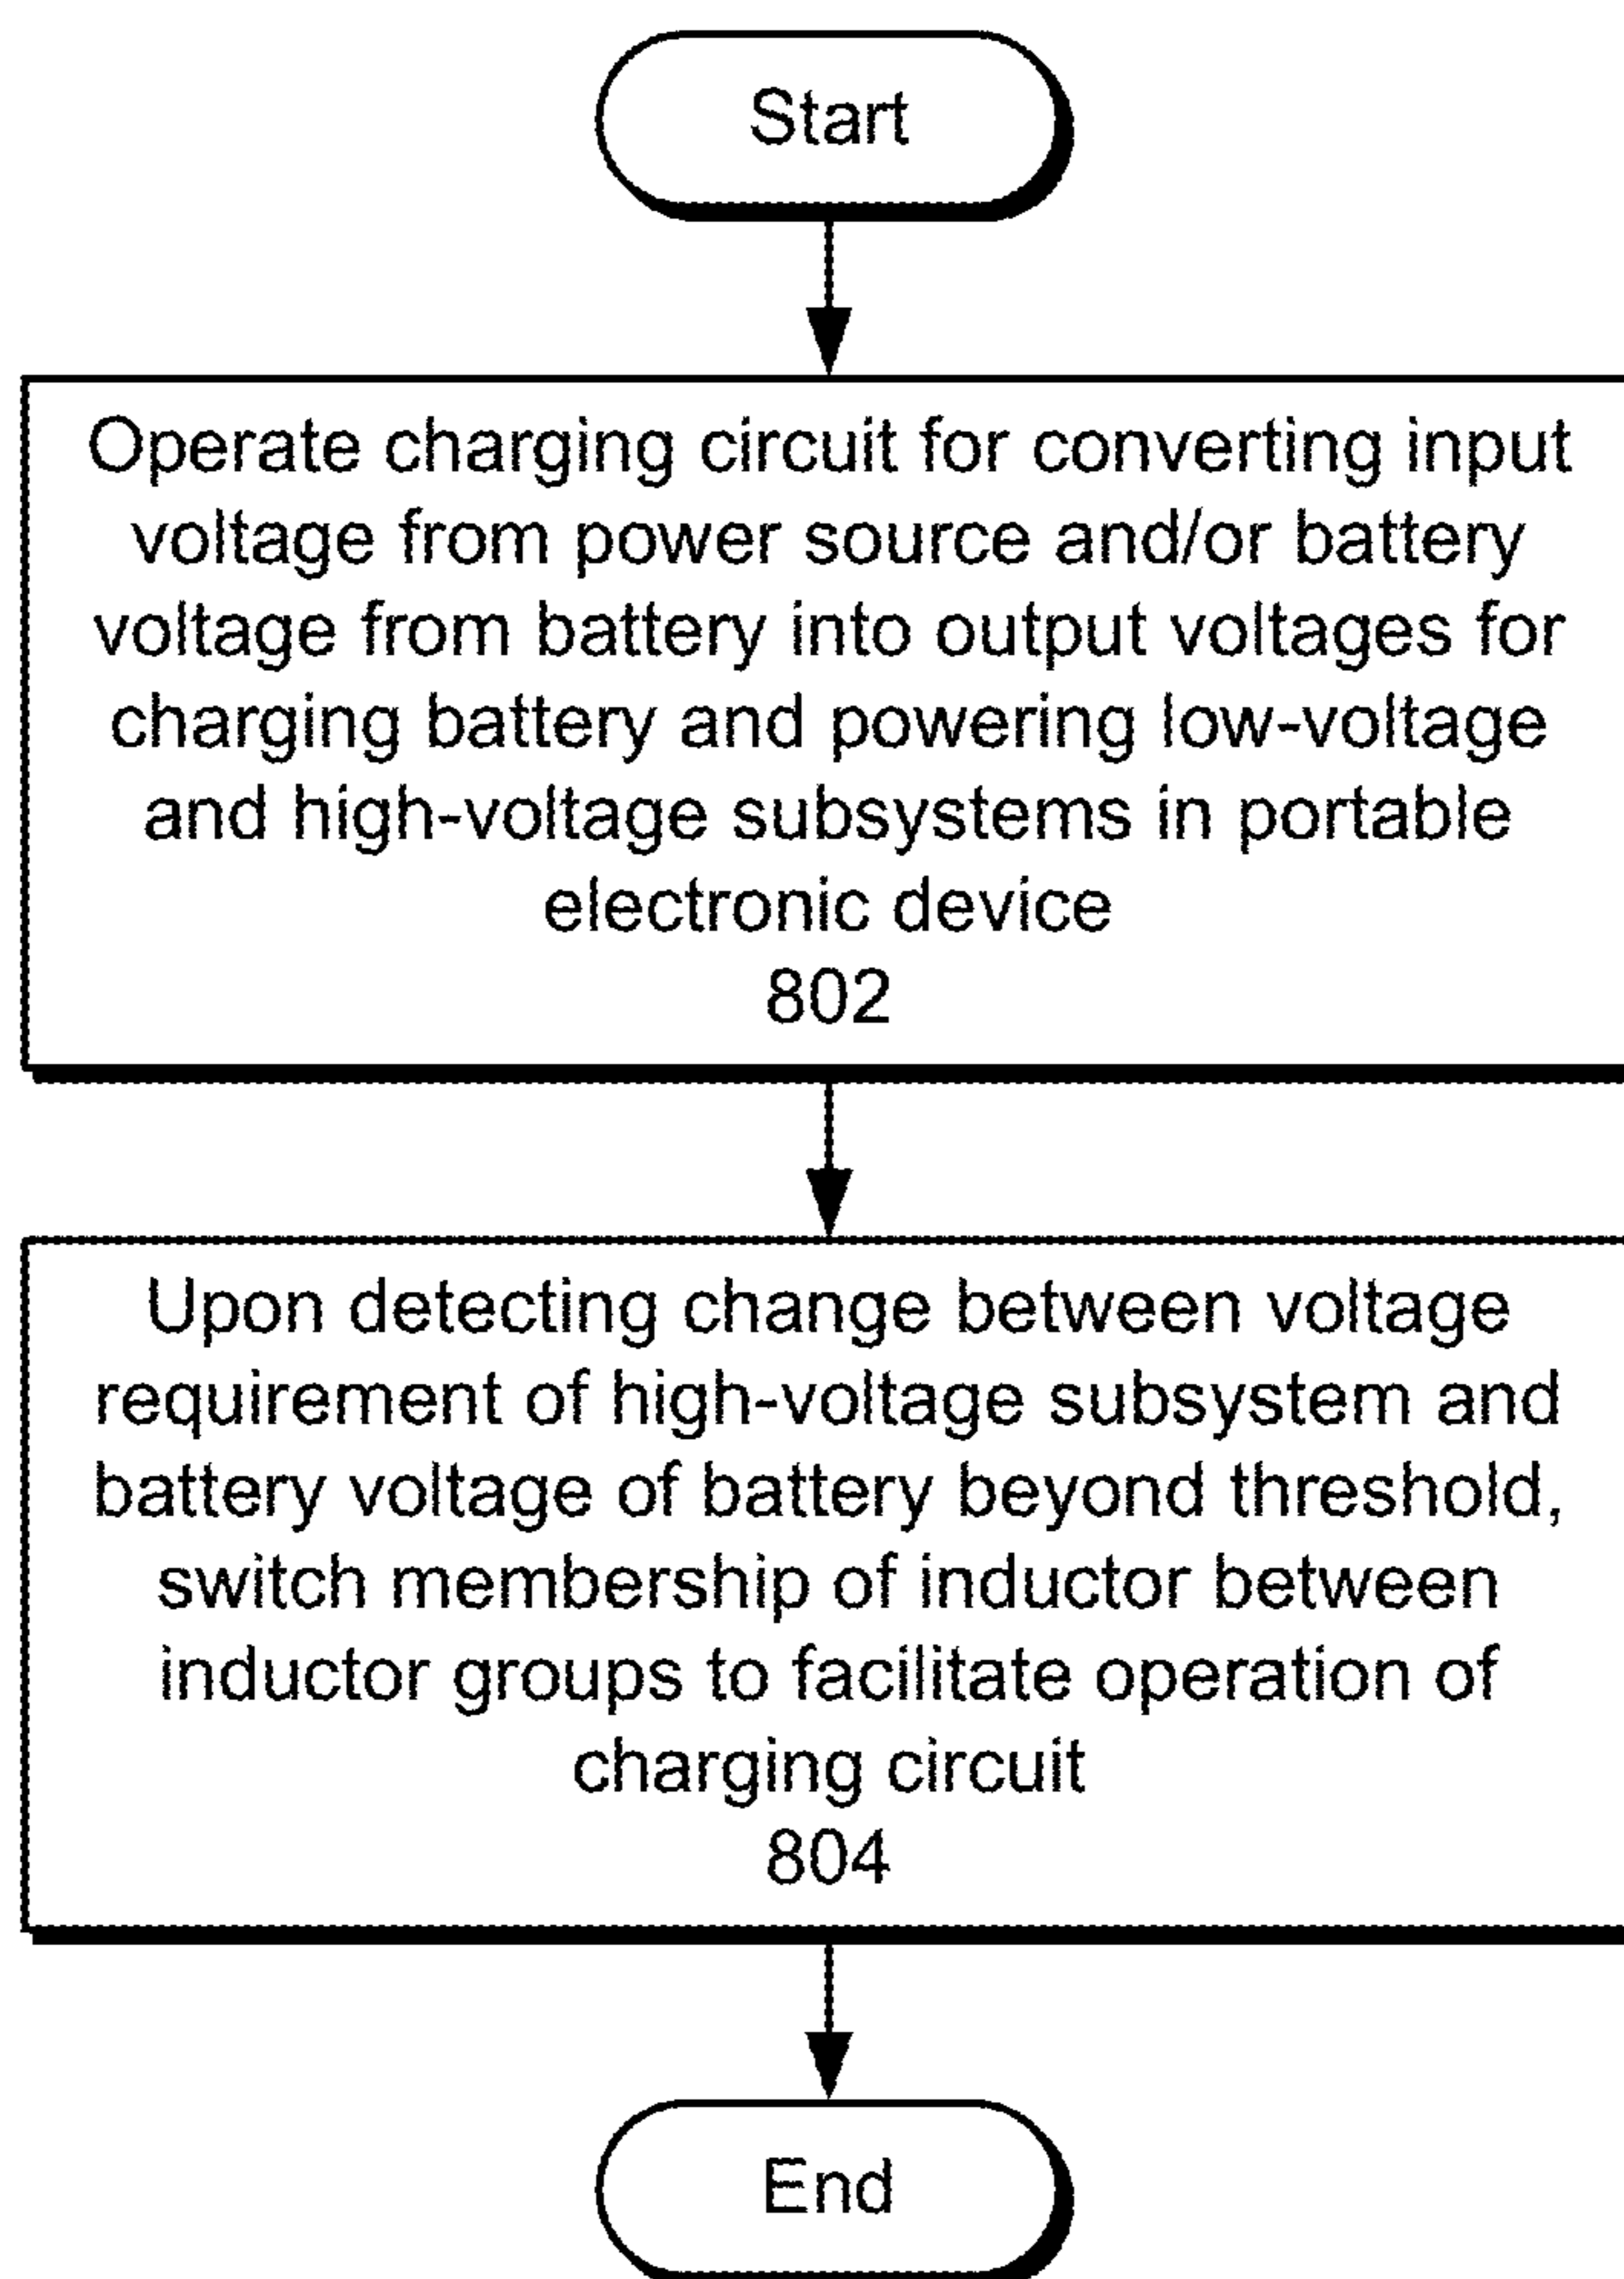 Start
Operate charging circuit for converting input
voltage from power source and/or battery
voltage from battery into output voltages for
charging battery and powering low-voltage
and high-voltage subsystems in portable
electronic device
802
Upon detecting change between voltage
requirement of high-voltage subsystem and
battery voltage of battery beyond threshold,
switch membership of inductor between
inductor groups to facilitate operation of
charging circuit
804
End